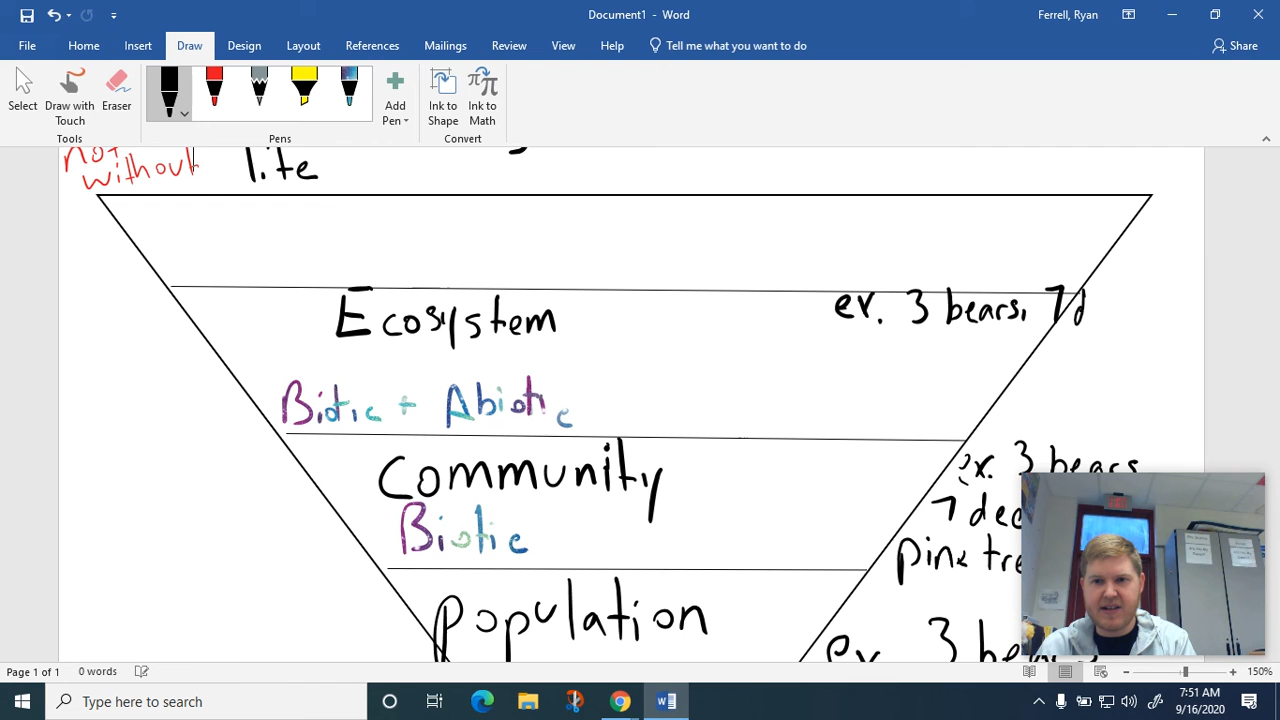 Document1 - Word
Ferrell, Ryan
File Home Insert Draw Design Layout References Mailings Review View Help Tell me what you want to do Share
Select
Draw with Touch
Eraser
Add Pen
Ink to Shape
Ink to Math
Tools
Pens
Convert
not
without
life
Ecosystem
ex. 3 bears, 7 d
Biotic + Abiotic
Community
ex. 3 bears
Biotic
7 dee
pine tre
Population
ex. 3 bears
Page 1 of 1
0 words
150%
Type here to search
7:51 AM
9/16/2020